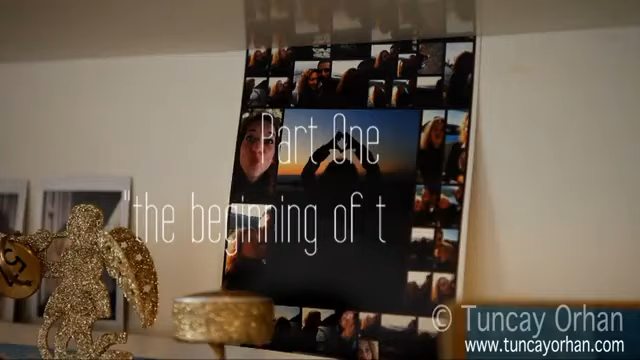 Part One
"the beginning of t
© Tuncay Orhan
www.tuncayorhan.com